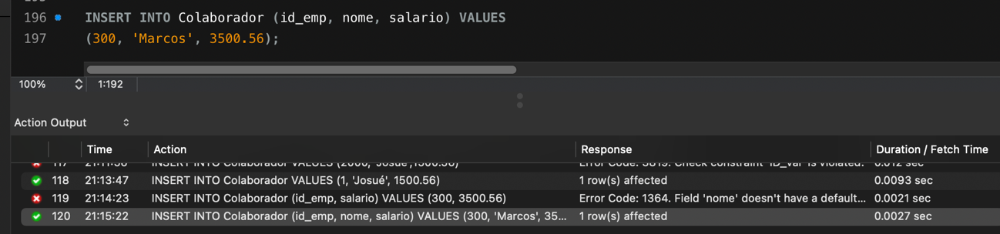 196 INSERT INTO Colaborador (id_emp, nome, salario) VALUES
197 (300, 'Marcos', 3500.56);
100% 1:192
Action Output
Time Action Response Duration / Fetch Time
117 21:11:56 INSERT INTO Colaborador VALUES (2000, 'Josué',1500.56) Error Code: 3819. Check constraint 'ID_var' is violated. 0.012 sec
118 21:13:47 INSERT INTO Colaborador VALUES (1, 'Josué', 1500.56) 1 row(s) affected 0.0093 sec
119 21:14:23 INSERT INTO Colaborador (id_emp, salario) VALUES (300, 3500.56) Error Code: 1364. Field 'nome' doesn't have a default... 0.0021 sec
120 21:15:22 INSERT INTO Colaborador (id_emp, nome, salario) VALUES (300, 'Marcos', 35... 1 row(s) affected 0.0027 sec